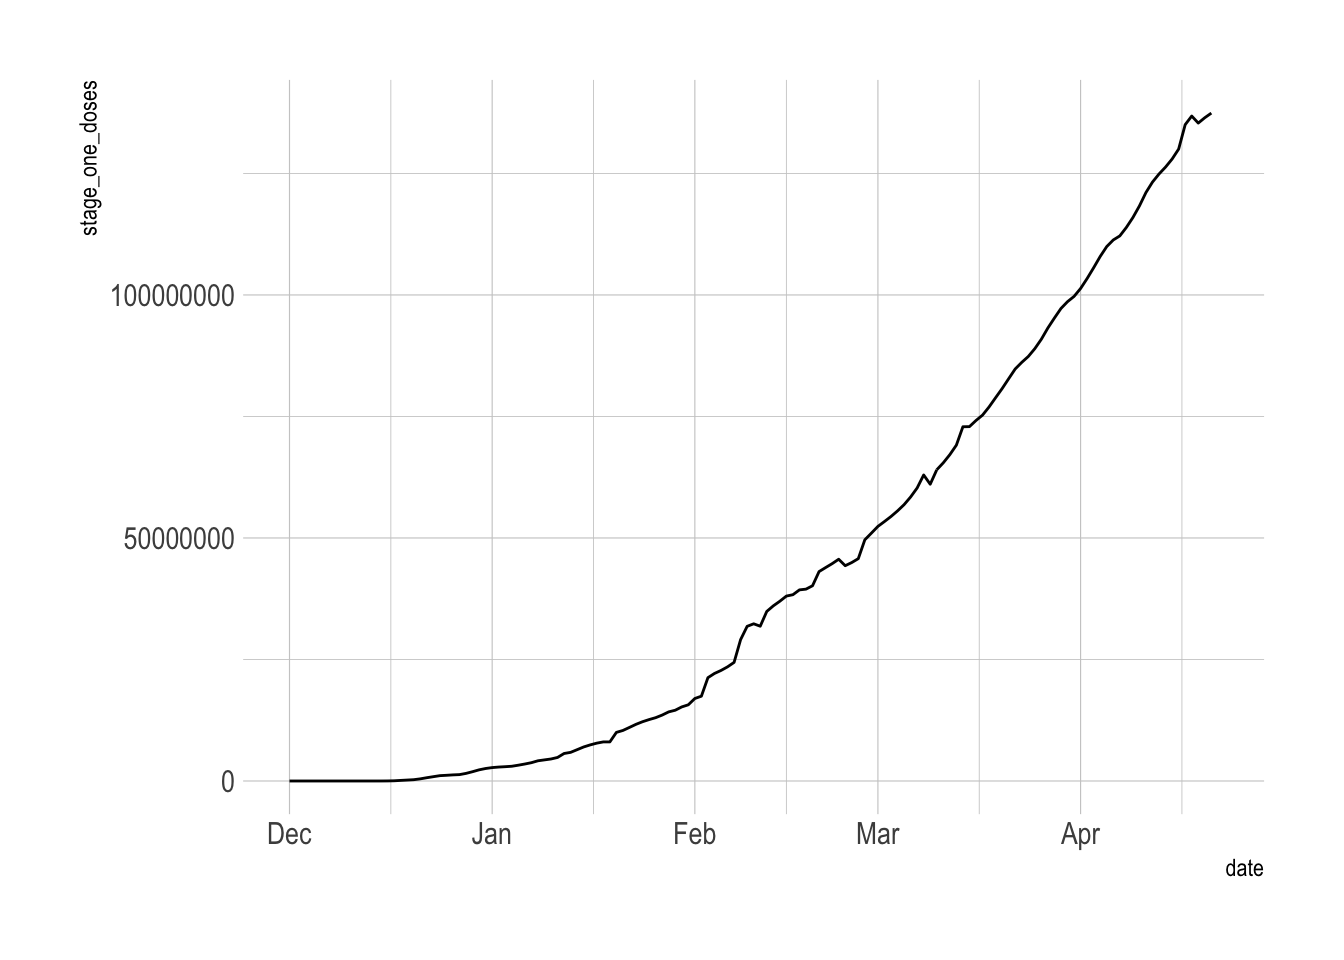 stage_one_doses
100000000
50000000
0
Dec Jan Feb Mar Apr
date